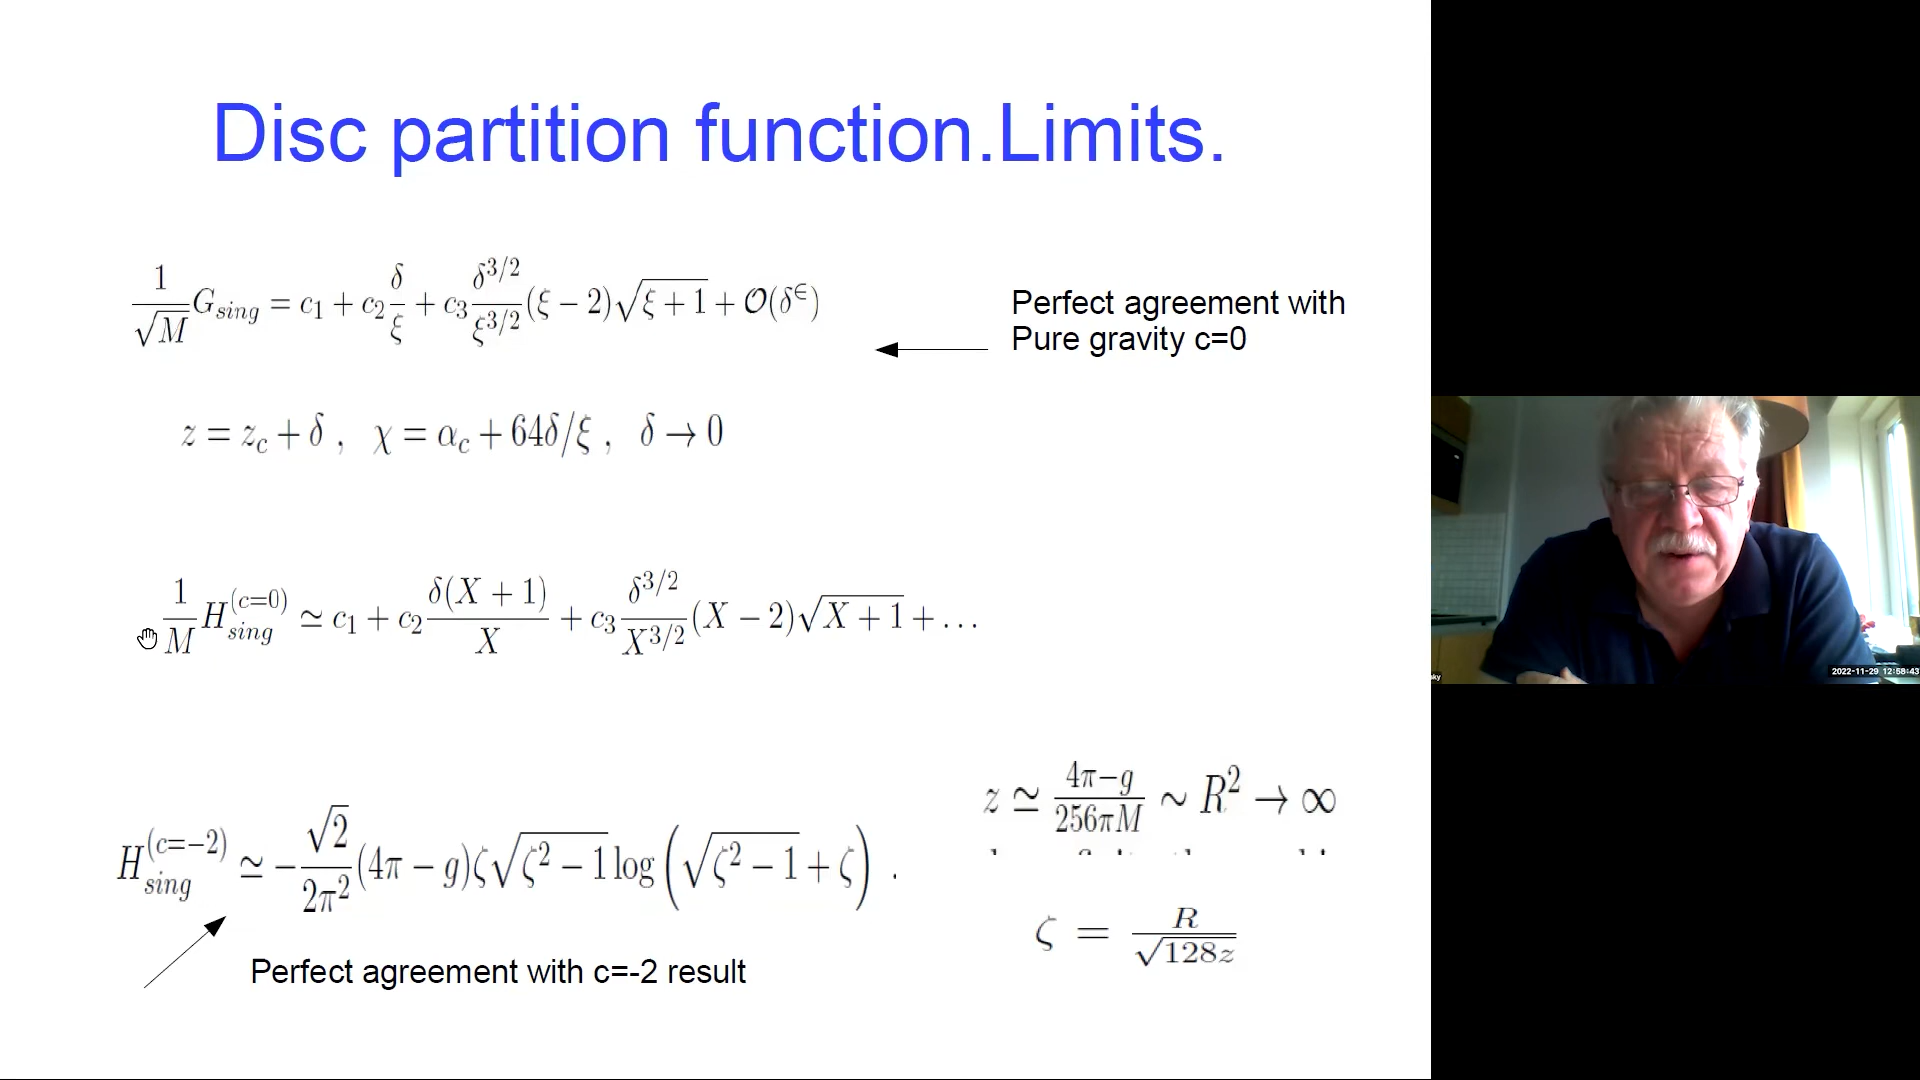 Disc partition function.Limits.
\frac{1}{\sqrt{M}} G_{sing} = c_1 + c_2 \frac{\delta}{\xi} + c_3 \frac{\delta^{3/2}}{\xi^{3/2}} (\xi - 2)\sqrt{\xi + 1} + \mathcal{O}(\delta^{\in})
Perfect agreement with
Pure gravity c=0
z = z_c + \delta , \chi = \alpha_c + 64\delta/\xi , \delta \to 0
\frac{1}{M} H_{sing}^{(c=0)} \simeq c_1 + c_2 \frac{\delta(X + 1)}{X} + c_3 \frac{\delta^{3/2}}{X^{3/2}} (X - 2)\sqrt{X + 1} + \ldots
z \simeq \frac{4\pi - g}{256\pi M} \sim R^2 \to \infty
H_{sing}^{(c=-2)} \simeq -\frac{\sqrt{2}}{2\pi^2} (4\pi - g)\zeta\sqrt{\zeta^2 - 1} \log\left(\sqrt{\zeta^2 - 1} + \zeta\right) .
\zeta = \frac{R}{\sqrt{128z}}
Perfect agreement with c=-2 result
2022-11-29 12:58:43